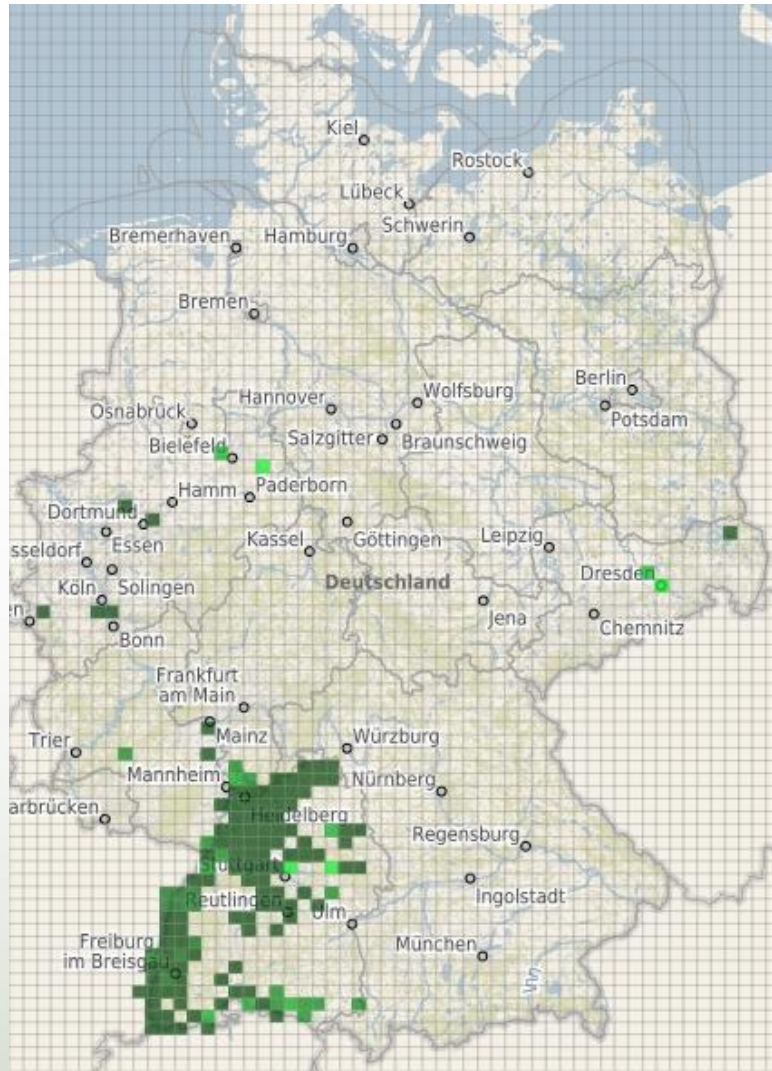 Kiel
Rostock
Lübeck
Schwerin
Bremerhaven
Hamburg
Bremen
Berlin
Wolfsburg
Hannover
Potsdam
Osnabrück
Salzgitter
Braunschweig
Bielefeld
Paderborn
Hamm
Dortmund
Essen
Kassel
Göttingen
Leipzig
sseldorf
Dresden
Deutschland
Köln
Solingen
en
Jena
Chemnitz
Bonn
Frankfurt
am Main
Mainz
Würzburg
Trier
Mannheim
Nürnberg
arbrücken
Heidelberg
Regensburg
Stuttgart
Ingolstadt
Reutlingen
Ulm
Freiburg
im Breisgau
München